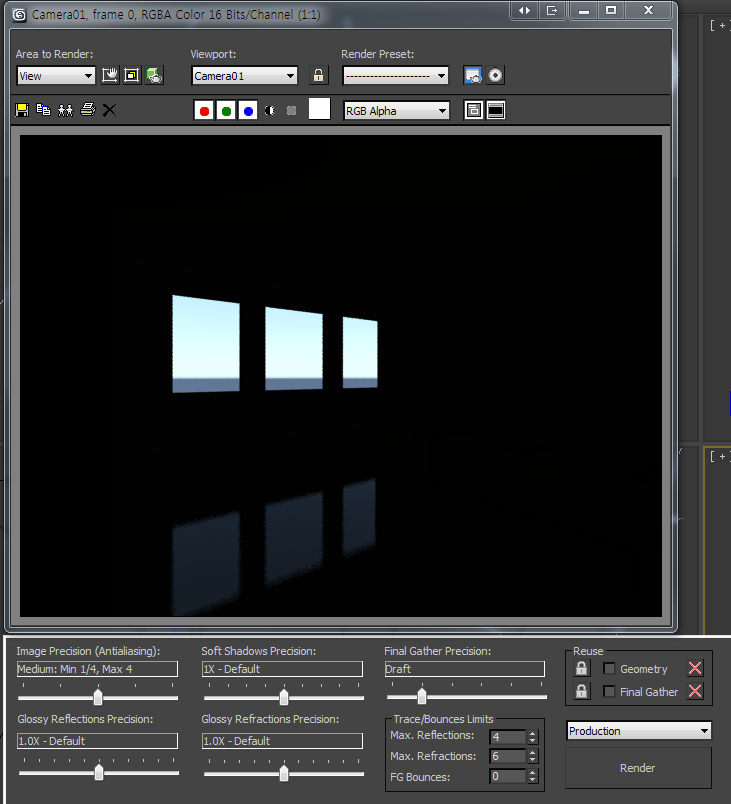 Camera01, frame 0, RGBA Color 16 Bits/Channel (1:1)
[ + ]
Area to Render:
Viewport:
Render Preset:
View
Camera01
--------------------
RGB Alpha
[ + ]
Image Precision (Antialiasing):
Soft Shadows Precision:
Final Gather Precision:
Reuse
Medium: Min 1/4, Max 4
1X - Default
Draft
Geometry
Final Gather
Glossy Reflections Precision:
Glossy Refractions Precision:
Trace/Bounces Limits
1.0X - Default
1.0X - Default
Max. Reflections: 4
Max. Refractions: 6
FG Bounces: 0
Production
Render